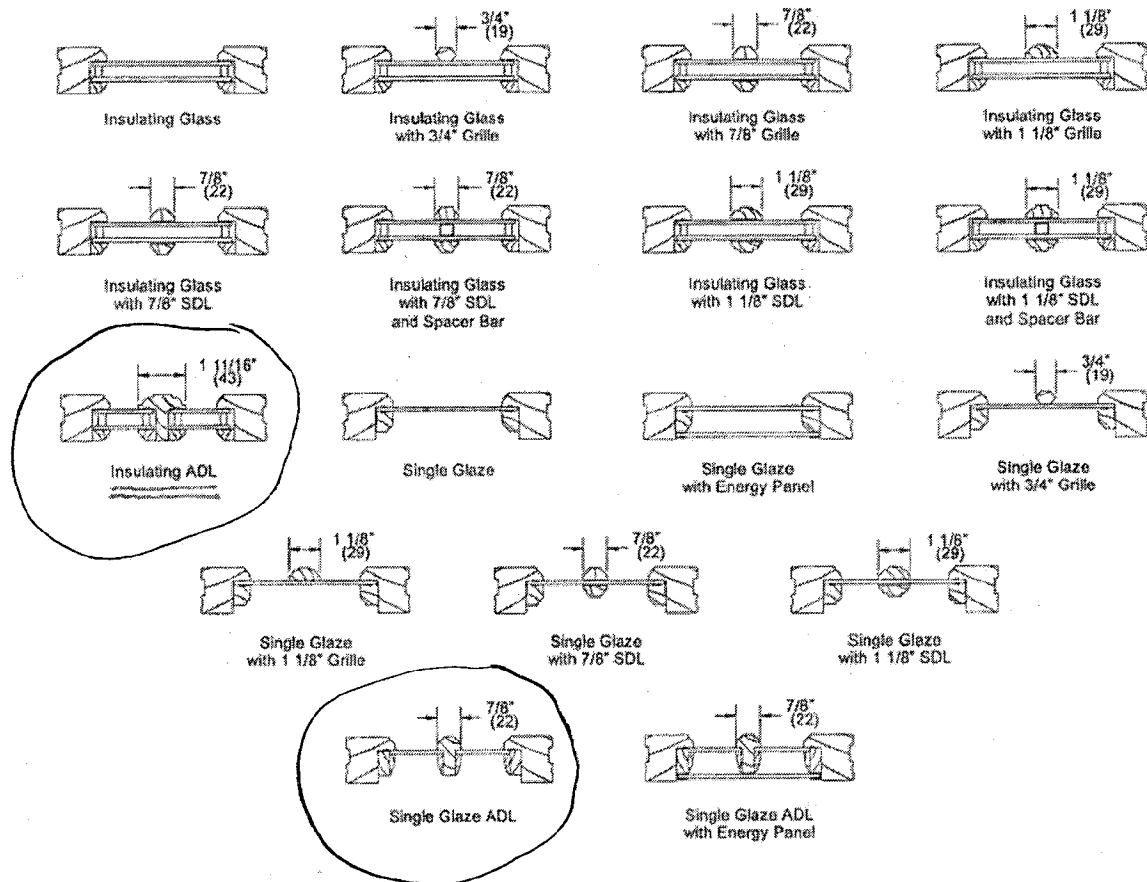 3/4"
(19)
7/8"
(22)
1 1/8"
(29)
Insulating Glass
Insulating Glass
with 3/4" Grille
Insulating Glass
with 7/8" Grille
Insulating Glass
with 1 1/8" Grille
7/8"
(22)
7/8"
(22)
1 1/8"
(29)
1 1/8"
(29)
Insulating Glass
with 7/8" SDL
Insulating Glass
with 7/8" SDL
and Spacer Bar
Insulating Glass
with 1 1/8" SDL
Insulating Glass
with 1 1/8" SDL
and Spacer Bar
1 11/16"
(43)
3/4"
(19)
Insulating ADL
Single Glaze
Single Glaze
with Energy Panel
Single Glaze
with 3/4" Grille
1 1/8"
(29)
7/8"
(22)
1 1/8"
(29)
Single Glaze
with 1 1/8" Grille
Single Glaze
with 7/8" SDL
Single Glaze
with 1 1/8" SDL
7/8"
(22)
7/8"
(22)
Single Glaze ADL
Single Glaze ADL
with Energy Panel